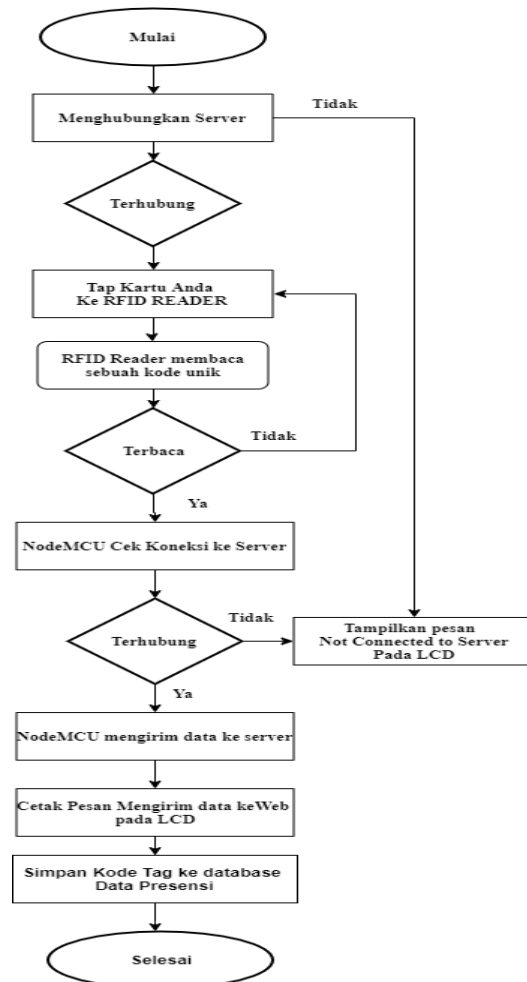 Mulai
Tidak
Menghubungkan Server
Terhubung
Tap Kartu Anda
Ke RFID READER
RFID Reader membaca
sebuah kode unik
Tidak
Terbaca
Ya
NodeMCU Cek Koneksi ke Server
Tidak
Terhubung
Tampilkan pesan
Not Connected to Server
Pada LCD
Ya
NodeMCU mengirim data ke server
Cetak Pesan Mengirim data keWeb
pada LCD
Simpan Kode Tag ke database
Data Presensi
Selesai